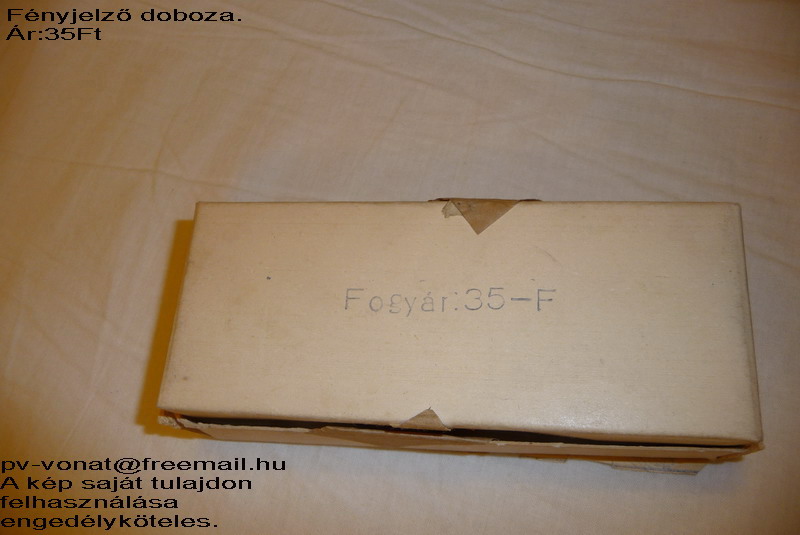 Fényjelző doboza.
Ár:35Ft
Fogyár:35-F
pv-vonat@freemail.hu
A kép saját tulajdon
felhasználása
engedélyköteles.